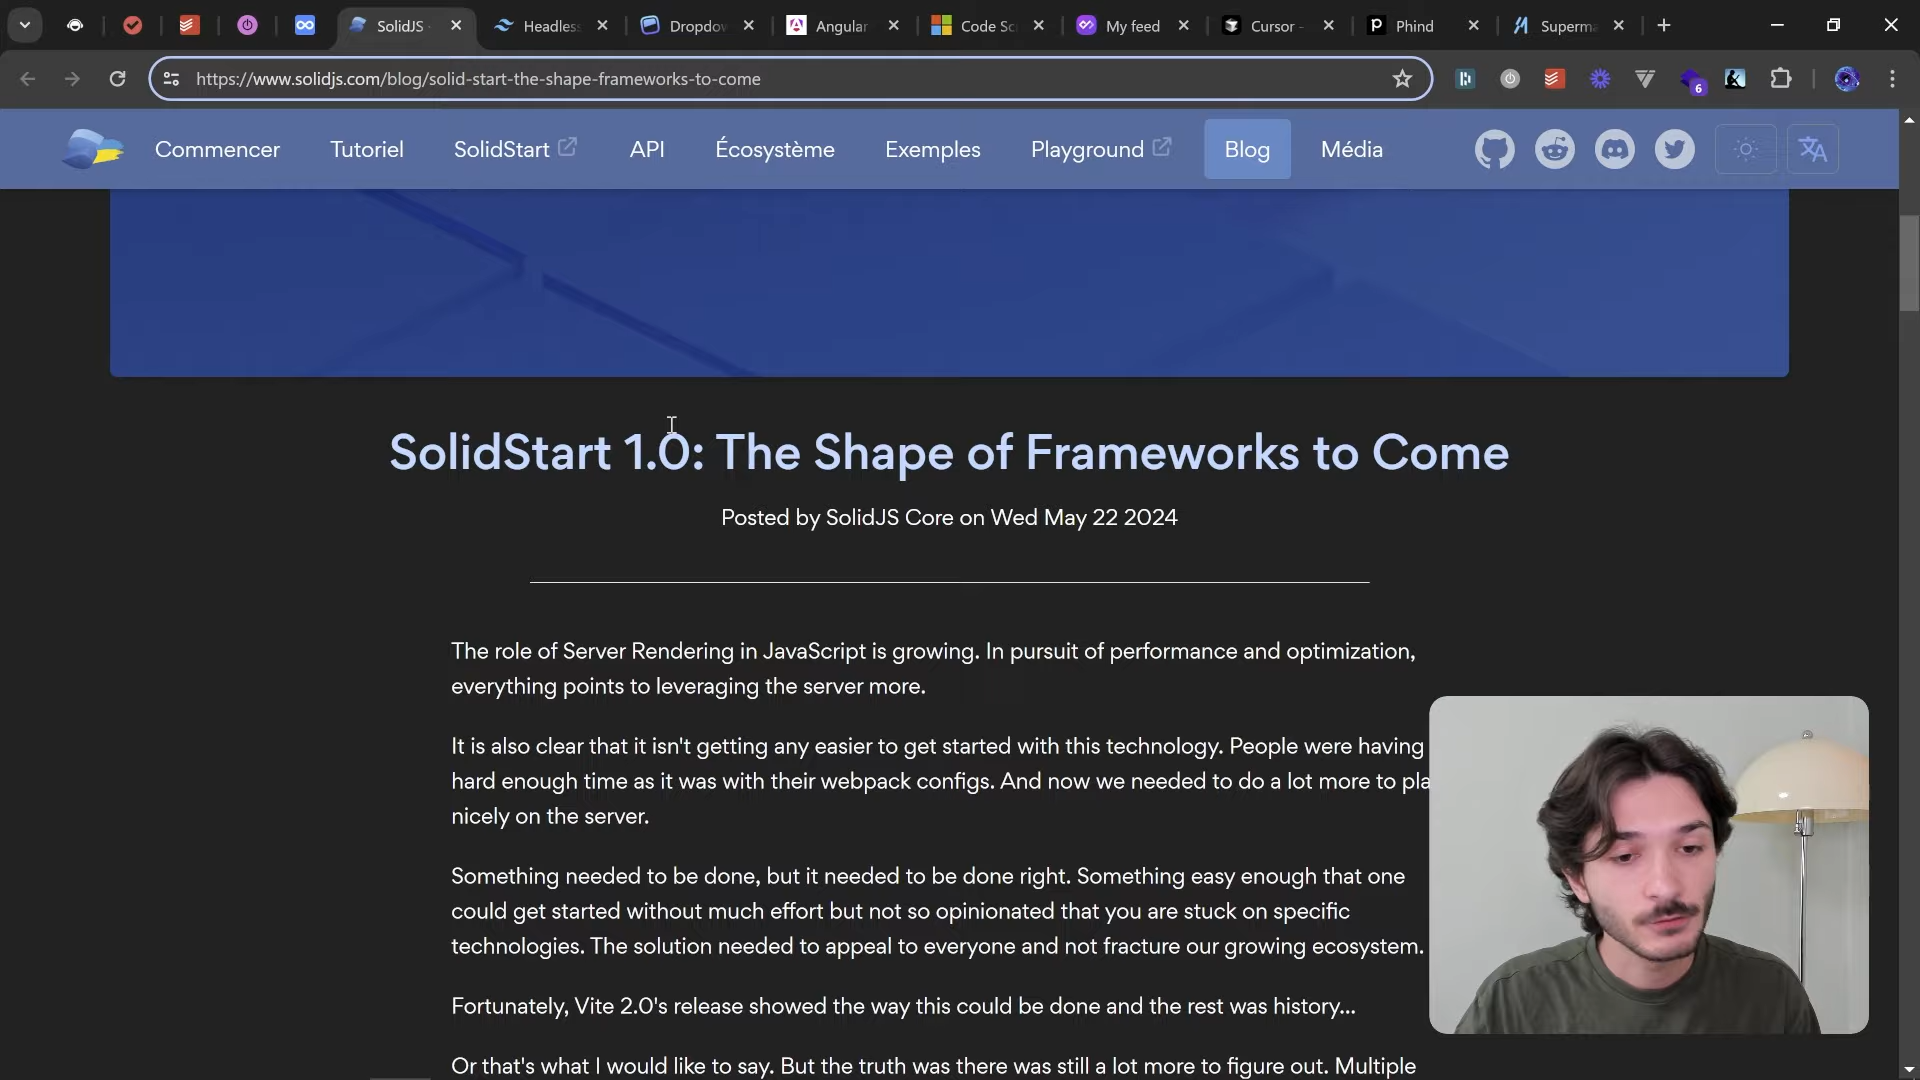 SolidJS
Headless
Dropdow
Angular
Code Sc
My feed
Cursor -
Phind
Superma
https://www.solidjs.com/blog/solid-start-the-shape-frameworks-to-come
6
Commencer
Tutoriel
SolidStart
API
Écosystème
Exemples
Playground
Blog
Média
SolidStart 1.0: The Shape of Frameworks to Come
Posted by SolidJS Core on Wed May 22 2024
The role of Server Rendering in JavaScript is growing. In pursuit of performance and optimization,
everything points to leveraging the server more.
It is also clear that it isn't getting any easier to get started with this technology. People were having
hard enough time as it was with their webpack configs. And now we needed to do a lot more to pla
nicely on the server.
Something needed to be done, but it needed to be done right. Something easy enough that one
could get started without much effort but not so opinionated that you are stuck on specific
technologies. The solution needed to appeal to everyone and not fracture our growing ecosystem.
Fortunately, Vite 2.0's release showed the way this could be done and the rest was history...
Or that's what I would like to say. But the truth was there was still a lot more to figure out. Multiple